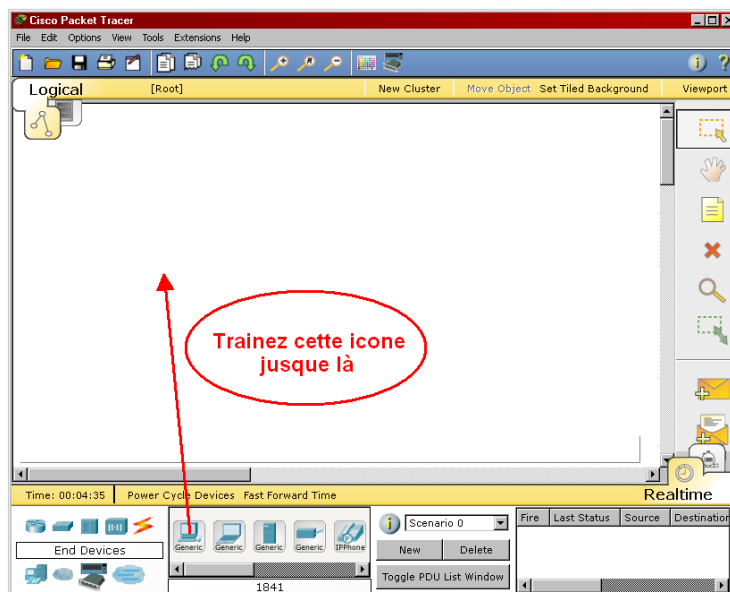 Cisco Packet Tracer
File Edit Options View Tools Extensions Help
Logical [Root] New Cluster Move Object Set Tiled Background Viewport
Trainez cette icone
jusque là
Time: 00:04:35 Power Cycle Devices Fast Forward Time Realtime
End Devices
Generic Generic Generic Generic IPPhone
1841
Scenario 0
New Delete
Toggle PDU List Window
Fire Last Status Source Destination